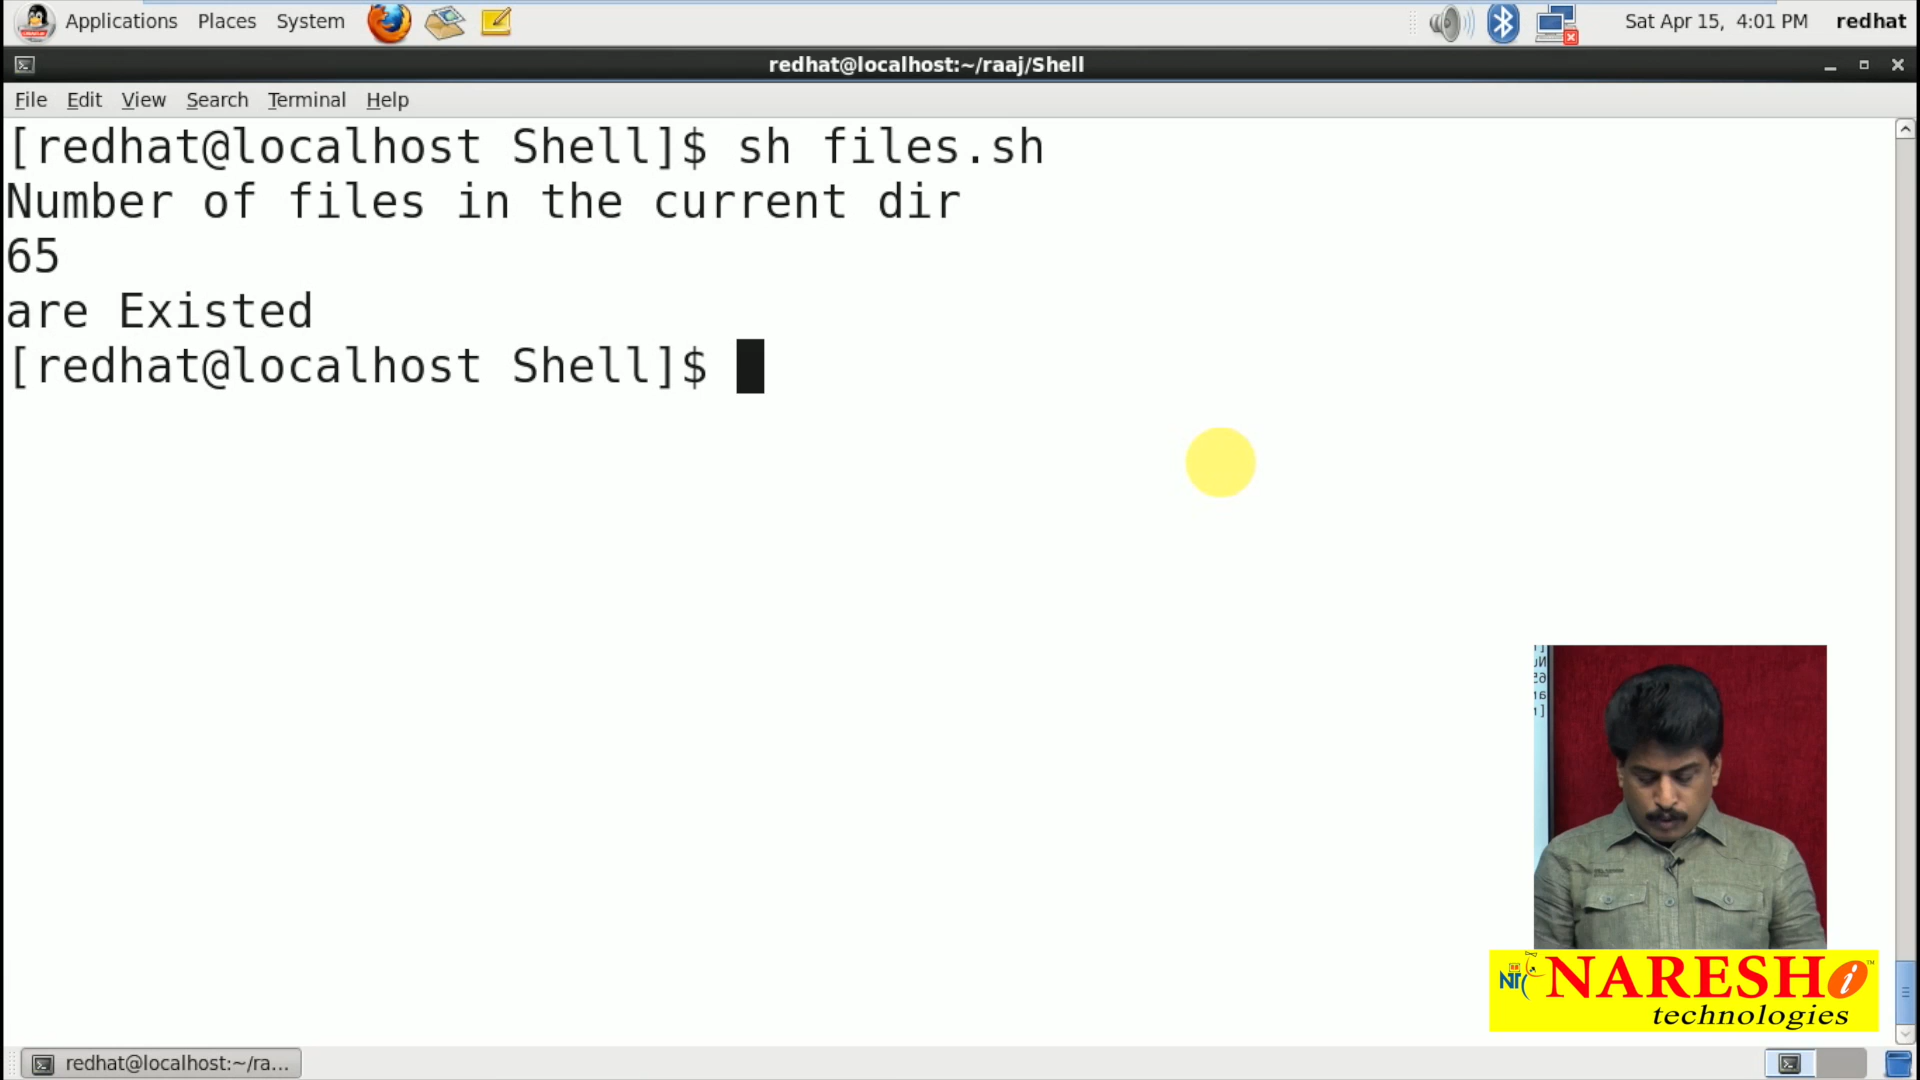 Applications Places System
Sat Apr 15, 4:01 PM redhat
redhat@localhost:~/raaj/Shell
File Edit View Search Terminal Help
[redhat@localhost Shell]$ sh files.sh
Number of files in the current dir
65
are Existed
[redhat@localhost Shell]$
NARESH i ™
technologies
redhat@localhost:~/ra...